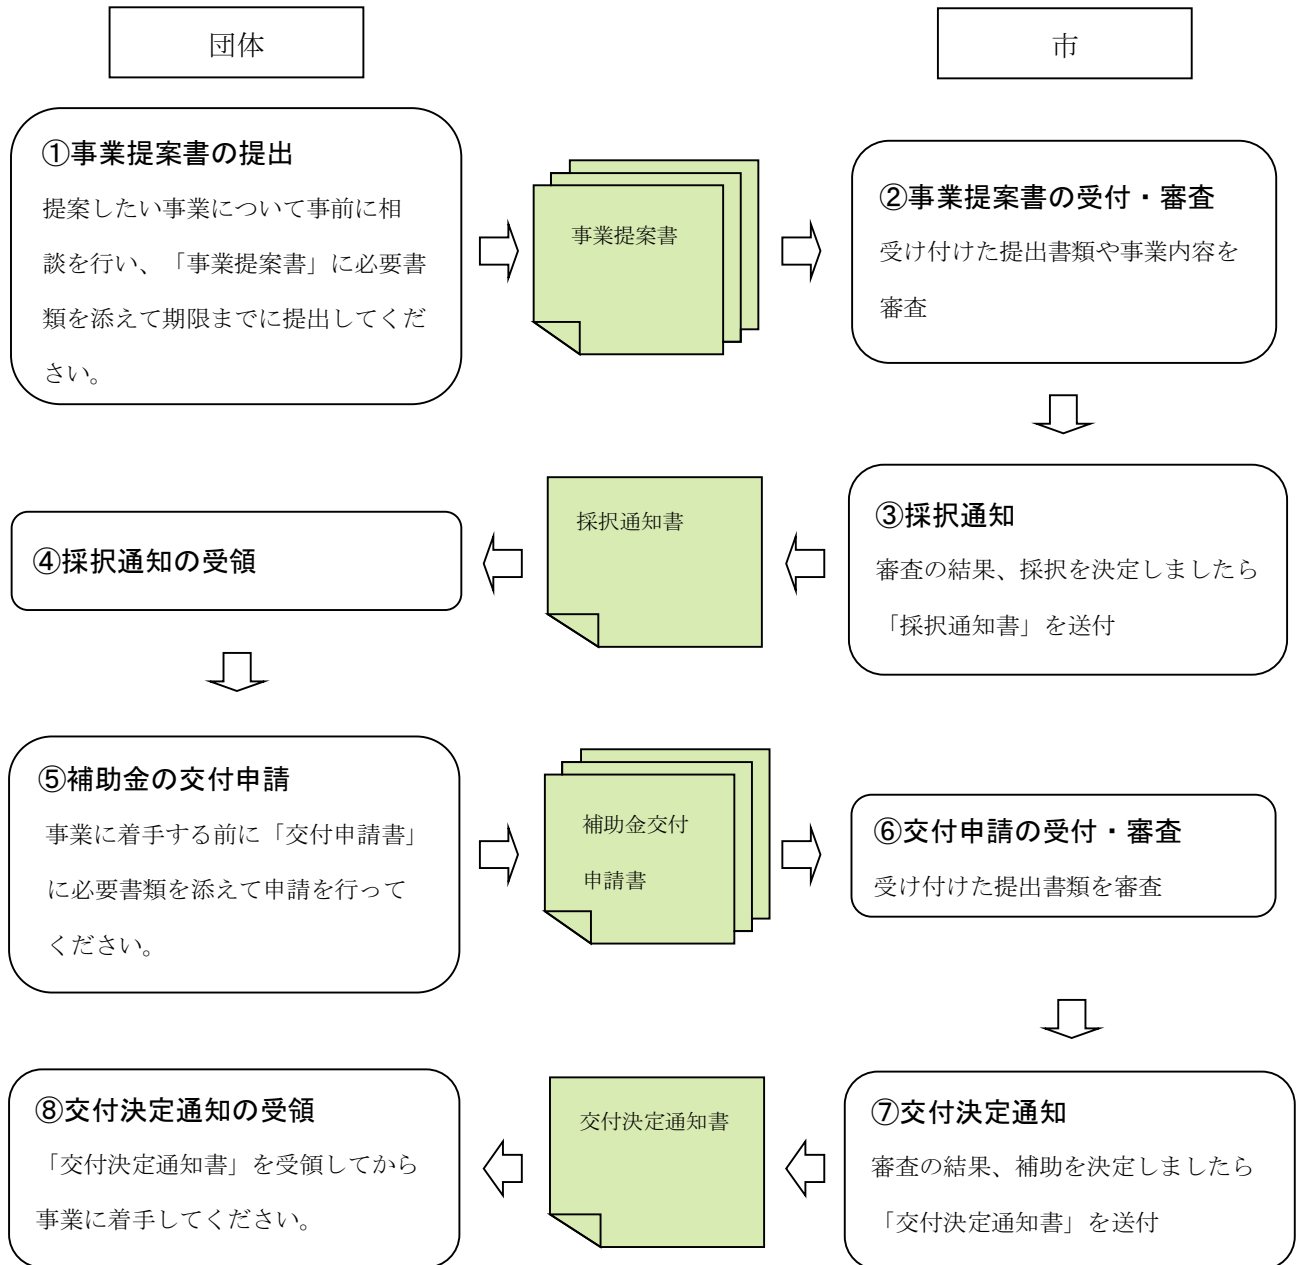 団体
市
①事業提案書の提出
提案したい事業について事前に相
談を行い、「事業提案書」に必要書
類を添えて期限までに提出してくだ
さい。
事業提案書
②事業提案書の受付・審査
受け付けた提出書類や事業内容を
審査
③採択通知
審査の結果、採択を決定しましたら
「採択通知書」を送付
採択通知書
④採択通知の受領
⑤補助金の交付申請
事業に着手する前に「交付申請書」
に必要書類を添えて申請を行って
ください。
補助金交付
申請書
⑥交付申請の受付・審査
受け付けた提出書類を審査
⑦交付決定通知
審査の結果、補助を決定しましたら
「交付決定通知書」を送付
交付決定通知書
⑧交付決定通知の受領
「交付決定通知書」を受領してから
事業に着手してください。